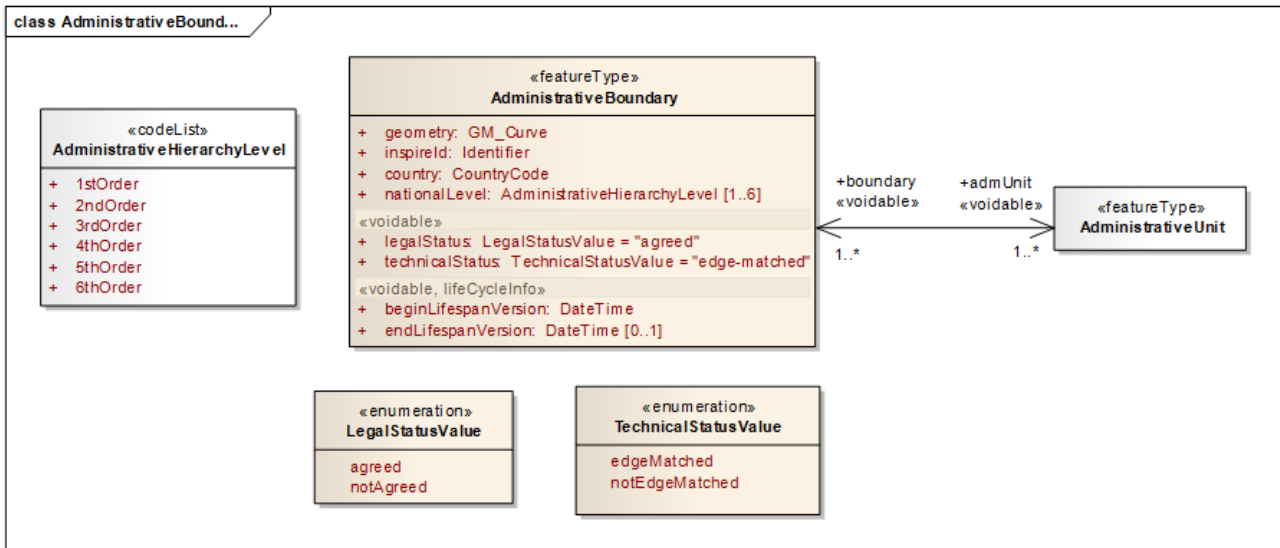 class AdministrativeBound...
«codeList»
AdministrativeHierarchyLevel
+ 1stOrder
+ 2ndOrder
+ 3rdOrder
+ 4thOrder
+ 5thOrder
+ 6thOrder
«featureType»
AdministrativeBoundary
+ geometry: GM_Curve
+ inspireId: Identifier
+ country: CountryCode
+ nationalLevel: AdministrativeHierarchyLevel [1..6]
«voidable»
+ legalStatus: LegalStatusValue = "agreed"
+ technicalStatus: TechnicalStatusValue = "edge-matched"
«voidable, lifeCycleInfo»
+ beginLifespanVersion: DateTime
+ endLifespanVersion: DateTime [0..1]
+boundary
«voidable»
1..*
+admUnit
«voidable»
1..*
«featureType»
AdministrativeUnit
«enumeration»
LegalStatusValue
agreed
notAgreed
«enumeration»
TechnicalStatusValue
edgeMatched
notEdgeMatched